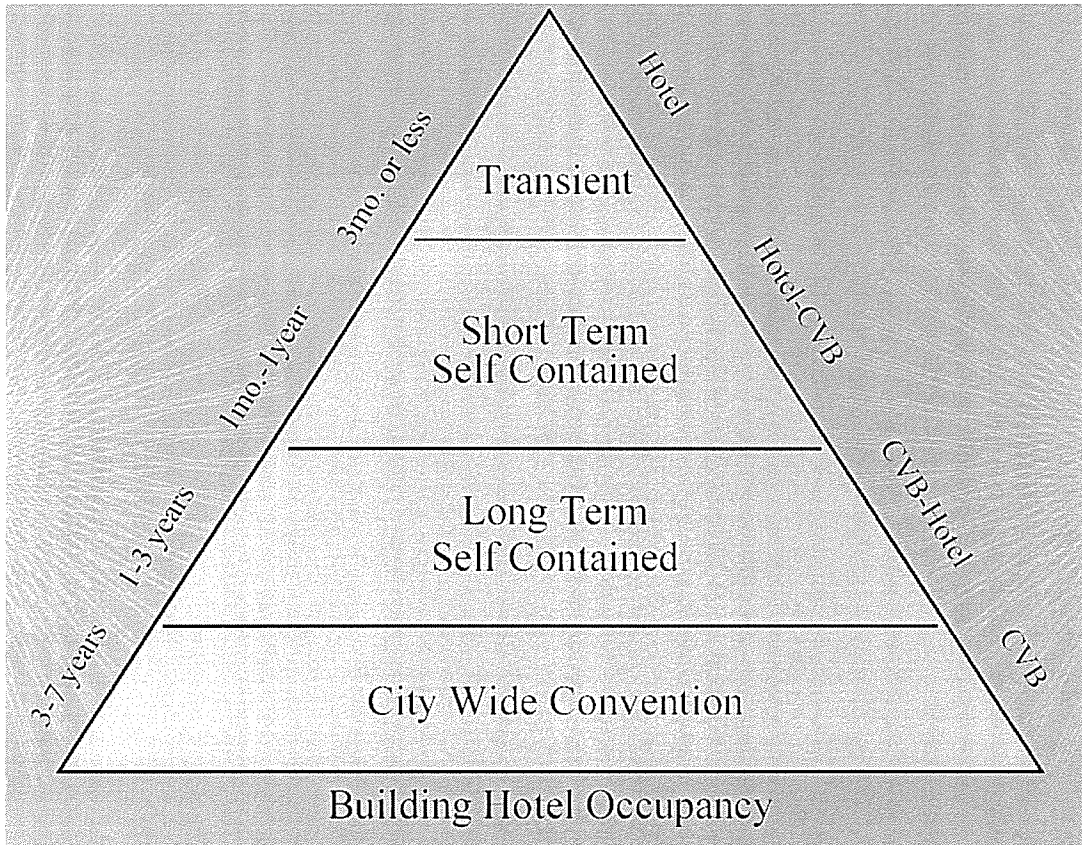 Hotel
3mo. or less
Transient
Hotel-CVB
1mo.-1year
Short Term
Self Contained
CVB-Hotel
1-3 years
Long Term
Self Contained
CVB
3-7 years
City Wide Convention
Building Hotel Occupancy